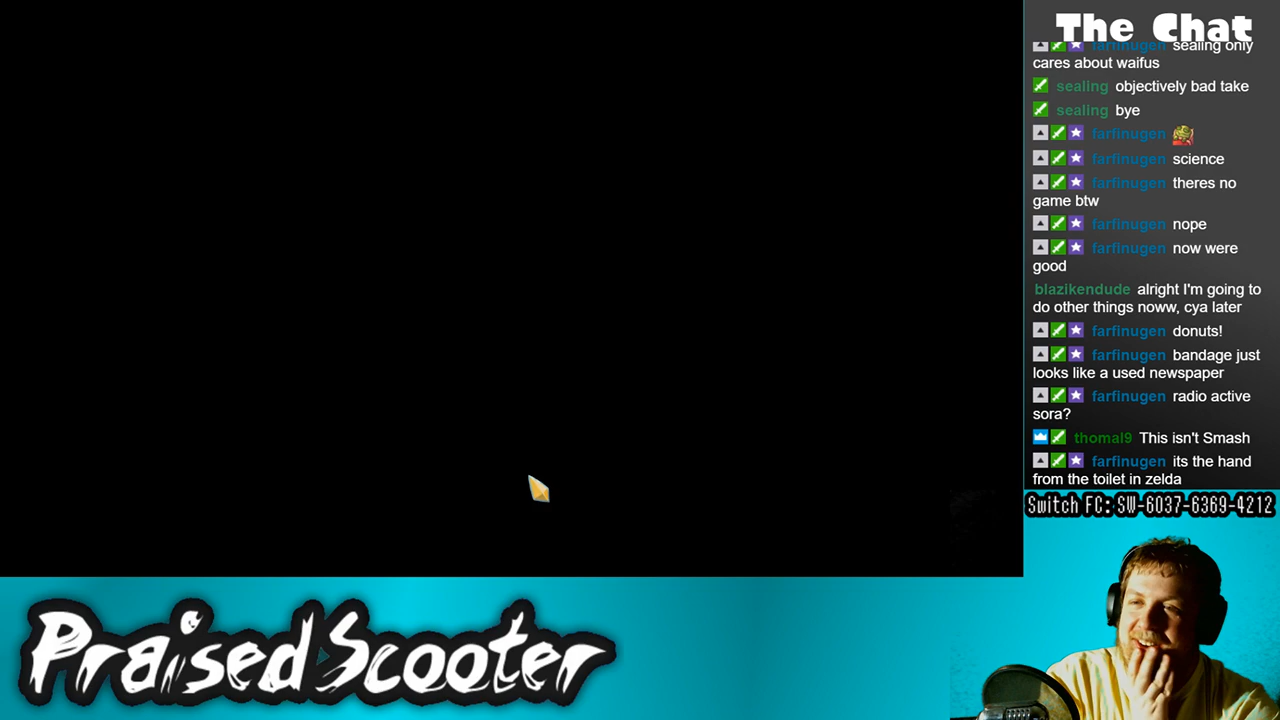 The Chat
farfinugen sealing only
cares about waifus
sealing objectively bad take
sealing bye
farfinugen
farfinugen science
farfinugen theres no
game btw
farfinugen nope
farfinugen now were
good
blazikendude alright I'm going to
do other things noww, cya later
farfinugen donuts!
farfinugen bandage just
looks like a used newspaper
farfinugen radio active
sora?
thomal9 This isn't Smash
farfinugen its the hand
from the toilet in zelda
Switch FC: SW-6037-6369-4212
PraisedScooter